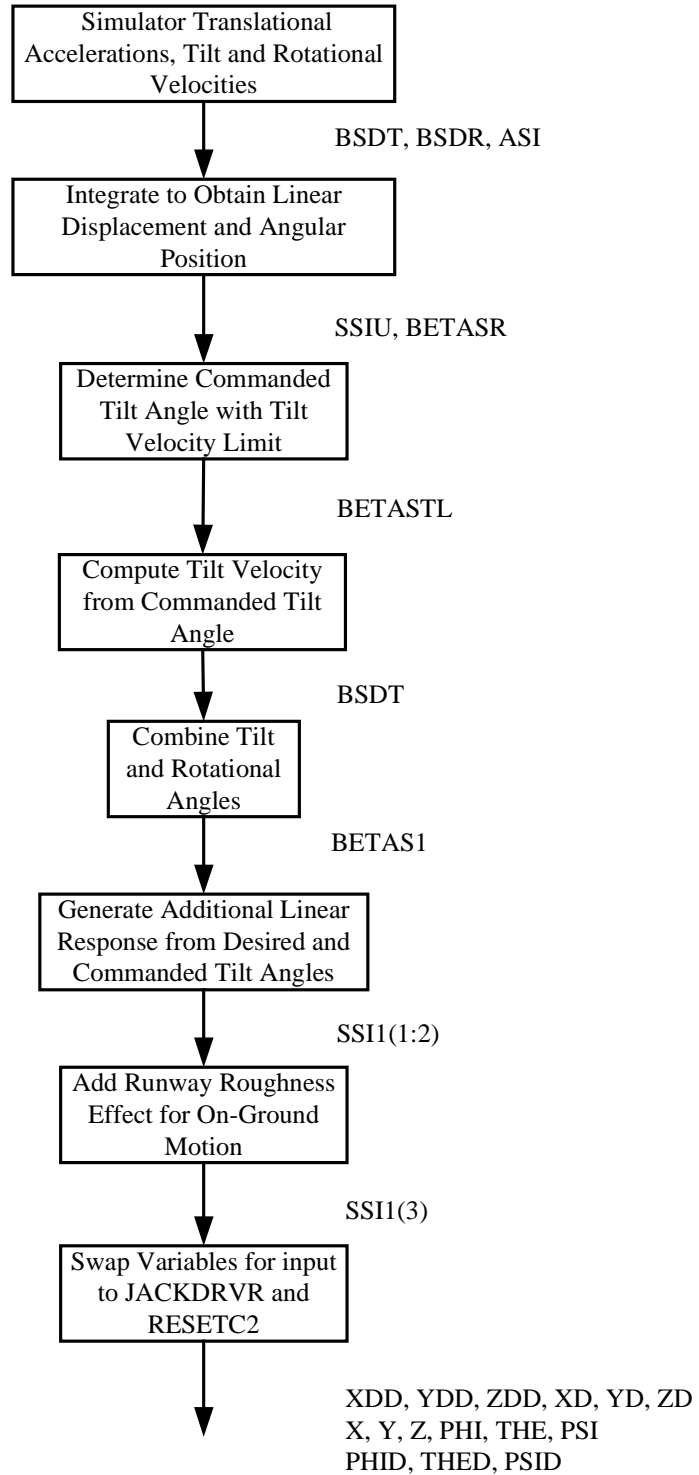 Simulator Translational
Accelerations, Tilt and Rotational
Velocities
BSDT, BSDR, ASI
Integrate to Obtain Linear
Displacement and Angular
Position
SSIU, BETASR
Determine Commanded
Tilt Angle with Tilt
Velocity Limit
BETASTL
Compute Tilt Velocity
from Commanded Tilt
Angle
BSDT
Combine Tilt
and Rotational
Angles
BETAS1
Generate Additional Linear
Response from Desired and
Commanded Tilt Angles
SSI1(1:2)
Add Runway Roughness
Effect for On-Ground
Motion
SSI1(3)
Swap Variables for input
to JACKDRVR and
RESETC2
XDD, YDD, ZDD, XD, YD, ZD
X, Y, Z, PHI, THE, PSI
PHID, THED, PSID